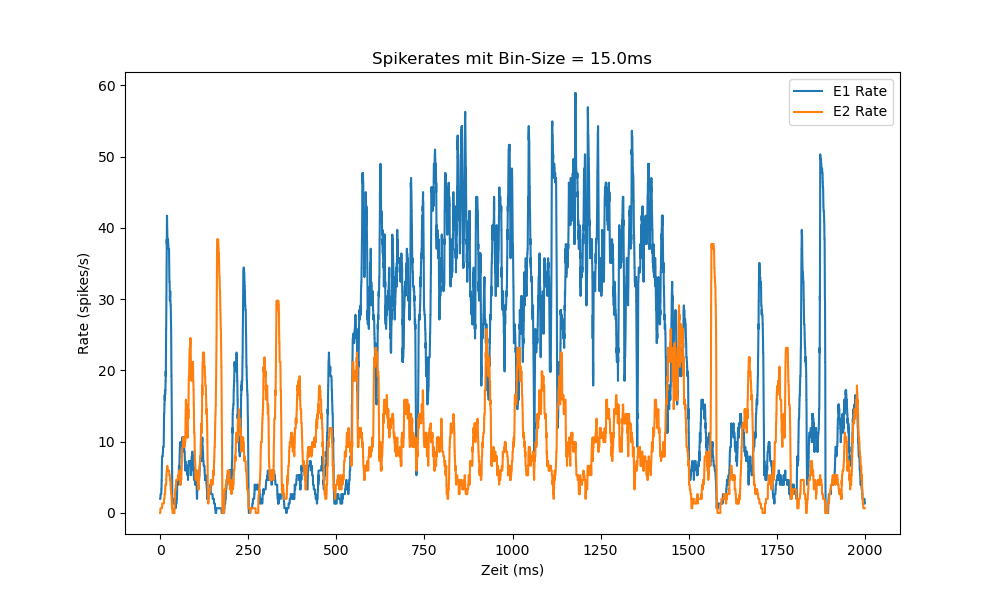 Spikerates mit Bin-Size = 15.0ms
E1 Rate
E2 Rate
Rate (spikes/s)
60
50
40
30
20
10
0
0 250 500 750 1000 1250 1500 1750 2000
Zeit (ms)